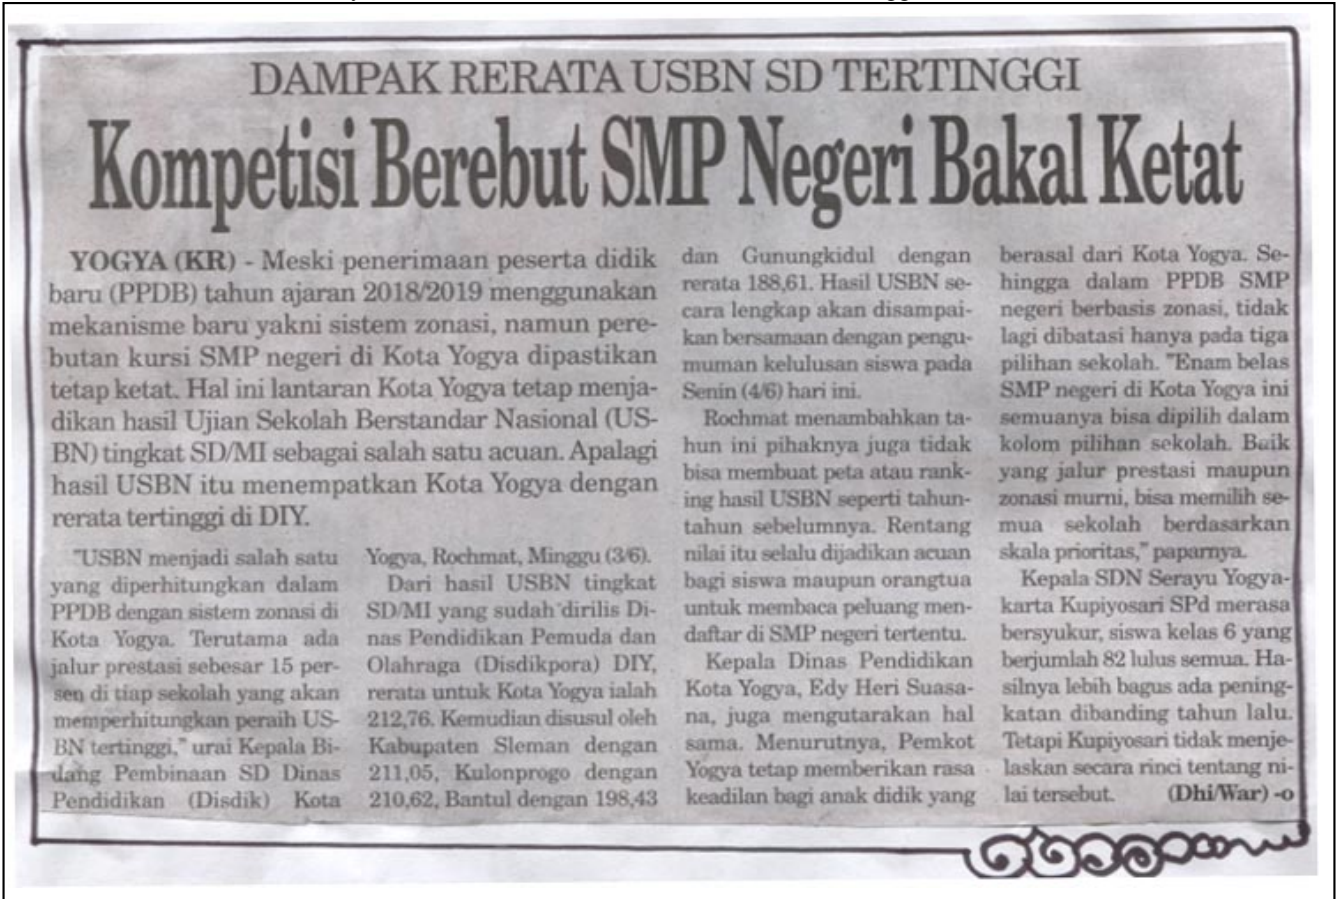 DAMPAK RERATA USBN SD TERTINGGI
Kompetisi Berebut SMP Negeri Bakal Ketat
YOGYA (KR) - Meski penerimaan peserta didik
baru (PPDB) tahun ajaran 2018/2019 menggunakan
mekanisme baru yakni sistem zonasi, namun pere-
butan kursi SMP negeri di Kota Yogya dipastikan
tetap ketat. Hal ini lantaran Kota Yogya tetap menja-
dikan hasil Ujian Sekolah Berstandar Nasional (US-
BN) tingkat SD/MI sebagai salah satu acuan. Apalagi
hasil USBN itu menempatkan Kota Yogya dengan
rerata tertinggi di DIY.
"USBN menjadi salah satu
yang diperhitungkan dalam
PPDB dengan sistem zonasi di
Kota Yogya. Terutama ada
jalur prestasi sebesar 15 per-
sen di tiap sekolah yang akan
memperhitungkan peraih US-
BN tertinggi," urai Kepala Bi-
dang Pembinaan SD Dinas
Pendidikan (Disdik) Kota
Yogya, Rochmat, Minggu (3/6).
Dari hasil USBN tingkat
SD/MI yang sudah dirilis Di-
nas Pendidikan Pemuda dan
Olahraga (Disdikpora) DIY,
rerata untuk Kota Yogya ialah
212,76. Kemudian disusul oleh
Kabupaten Sleman dengan
211,05, Kulonprogo dengan
210,62, Bantul dengan 198,43
dan Gunungkidul dengan
rerata 188,61. Hasil USBN se-
cara lengkap akan disampai-
kan bersamaan dengan pengu-
muman kelulusan siswa pada
Senin (4/6) hari ini.
Rochmat menambahkan ta-
hun ini pihaknya juga tidak
bisa membuat peta atau rank-
ing hasil USBN seperti tahun-
tahun sebelumnya. Rentang
nilai itu selalu dijadikan acuan
bagi siswa maupun orangtua
untuk membaca peluang men-
daftar di SMP negeri tertentu.
Kepala Dinas Pendidikan
Kota Yogya, Edy Heri Suasa-
na, juga mengutarakan hal
sama. Menurutnya, Pemkot
Yogya tetap memberikan rasa
keadilan bagi anak didik yang
berasal dari Kota Yogya. Se-
hingga dalam PPDB SMP
negeri berbasis zonasi, tidak
lagi dibatasi hanya pada tiga
pilihan sekolah. "Enam belas
SMP negeri di Kota Yogya ini
semuanya bisa dipilih dalam
kolom pilihan sekolah. Baik
yang jalur prestasi maupun
zonasi murni, bisa memilih se-
mua sekolah berdasarkan
skala prioritas," paparnya.
Kepala SDN Serayu Yogya-
karta Kupiyosari SPd merasa
bersyukur, siswa kelas 6 yang
berjumlah 82 lulus semua. Ha-
silnya lebih bagus ada pening-
katan dibanding tahun lalu.
Tetapi Kupiyosari tidak menje-
laskan secara rinci tentang ni-
lai tersebut. (Dhi/War) -o